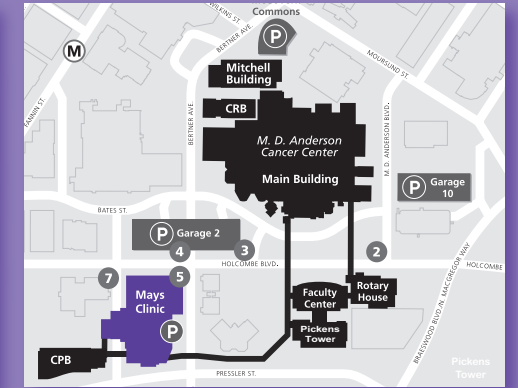 WILKINS ST.
Commons
P
BERTNER AVE.
M
MOURSUND ST.
Mitchell
Building
FANNIN ST.
CRB
BERTNER AVE.
M. D. ANDERSON BLVD.
M. D. Anderson
Cancer Center
Main Building
P
Garage
10
BATES ST.
P
Garage 2
4
3
2
HOLCOMBE BLVD.
HOLCOMBE
7
5
Mays
Clinic
P
Faculty
Center
Rotary
House
Pickens
Tower
BRAESWOOD BLVD./N. MACGREGOR WAY
CPB
PRESSLER ST.
Pickens
Tower